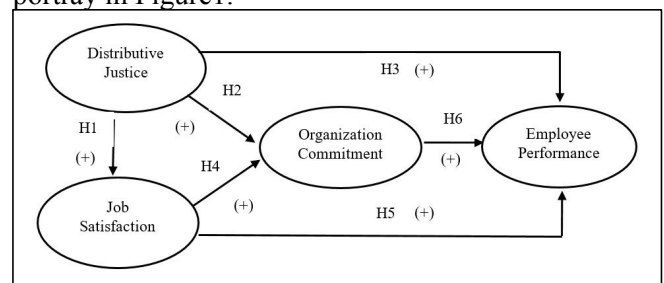 portray in Figure1.
Distributive
Justice
H3 (+)
H2
H1
(+)
(+)
Organization
Commitment
H6
(+)
Employee
Performance
H4
(+)
Job
Satisfaction
H5 (+)